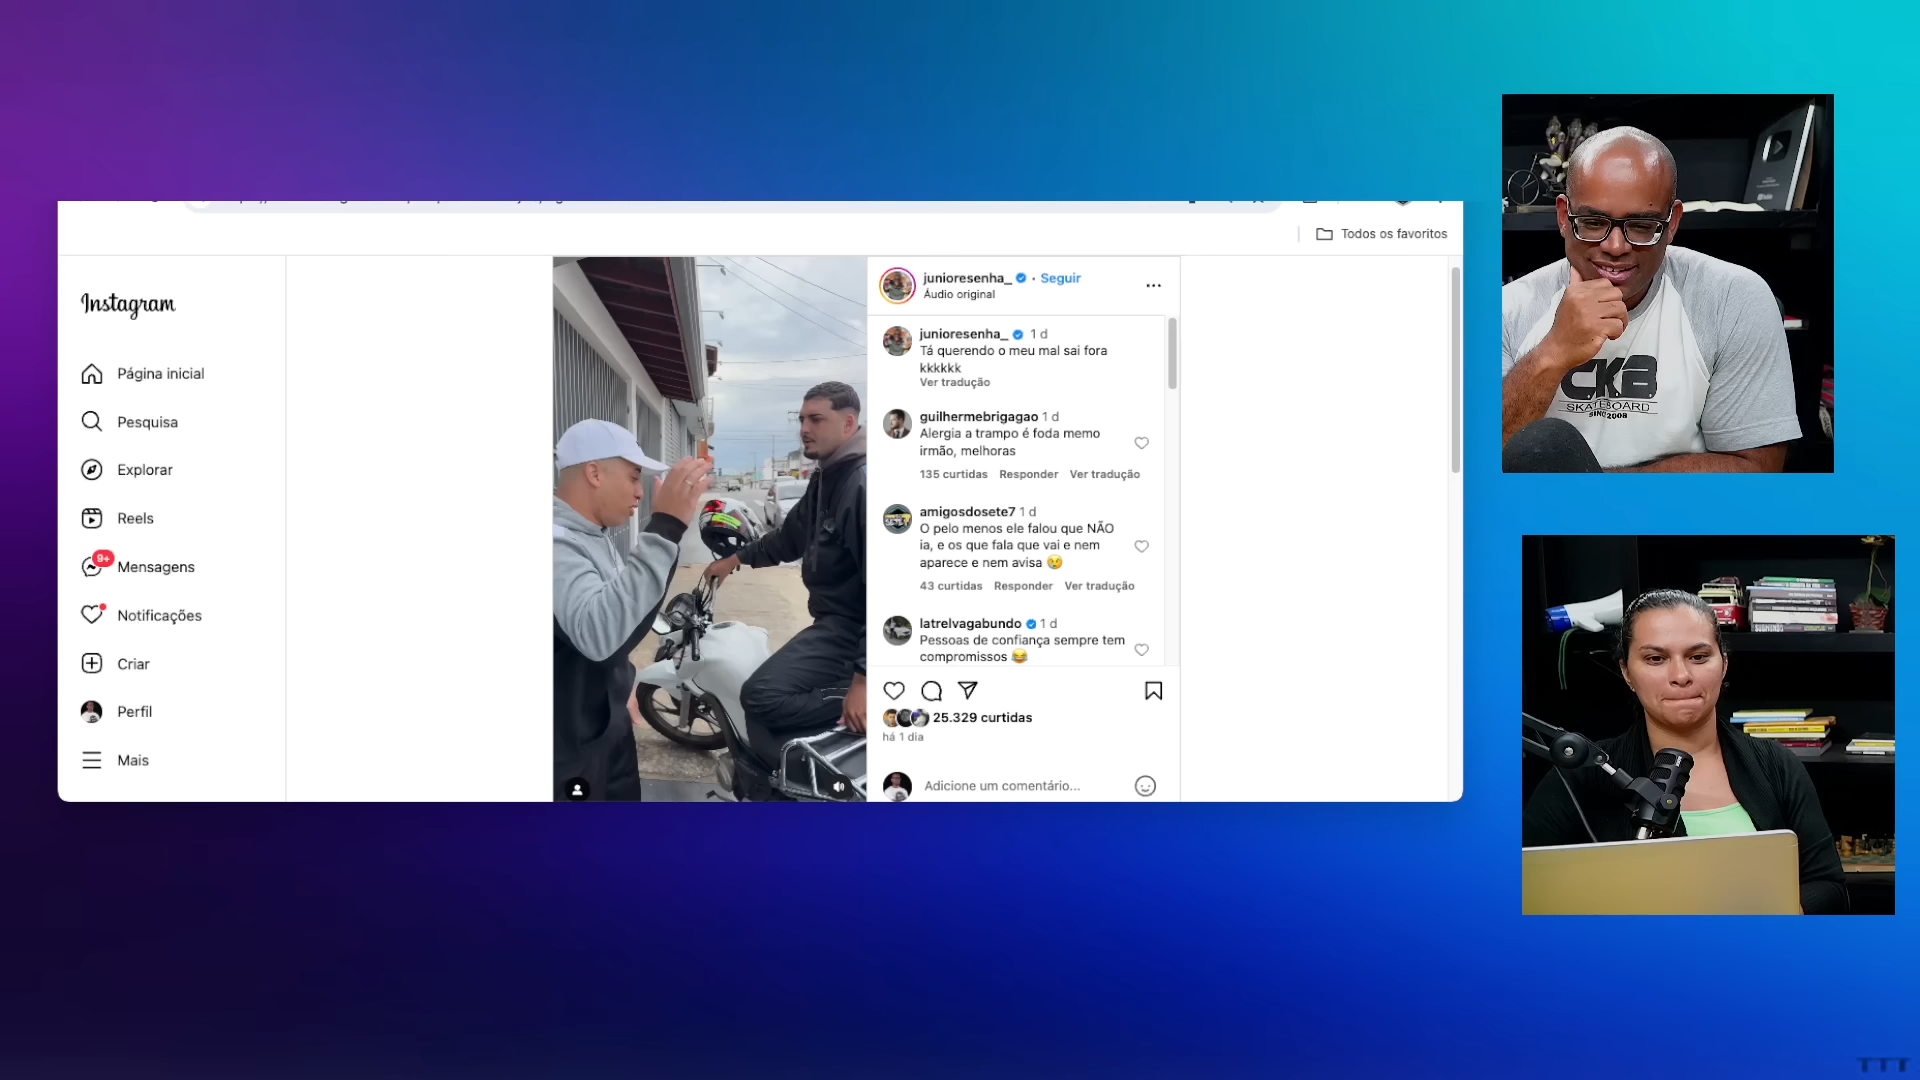 Todos os favoritos
Instagram
Página inicial
Pesquisa
Explorar
Reels
9+
Mensagens
Notificações
Criar
Perfil
Mais
junioresenha_ • Seguir
Áudio original
junioresenha_ 1 d
Tá querendo o meu mal sai fora
kkkkkk
Ver tradução
guilhermebrigagao 1 d
Alergia a trampo é foda memo
irmão, melhoras
135 curtidas Responder Ver tradução
amigosdosete7 1 d
O pelo menos ele falou que NÃO
ia, e os que fala que vai e nem
aparece e nem avisa 😢
43 curtidas Responder Ver tradução
latrelvagabundo 1 d
Pessoas de confiança sempre tem
compromissos 😂
25.329 curtidas
há 1 dia
Adicione um comentário...
CKB
SKATEBOARD
SINCE 2008
TTT